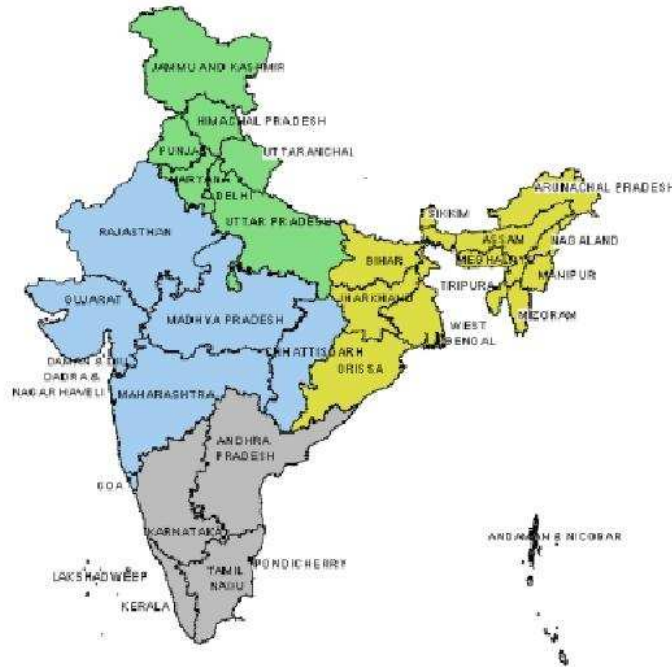 JAMMU AND KASHMIR
HIMACHAL PRADESH
PUNJAB
UTTARANCHAL
HARYANA
DELHI
UTTAR PRADESH
RAJASTHAN
ARUNACHAL PRADESH
SIKKIM
ASSAM
NAGALAND
BIHAR
MEGHALAYA
MANIPUR
GUJARAT
JHARKHAND
TRIPURA
MADHYA PRADESH
MIZORAM
WEST
BENGAL
CHHATTISGARH
DAMAN & DIU
ORISSA
DADRA &
NAGAR HAVELI
MAHARASHTRA
ANDHRA
PRADESH
GOA
KARNATAKA
ANDAMAN & NICOBAR
PONDICHERRY
LAKSHADWEEP
TAMIL
NADU
KERALA